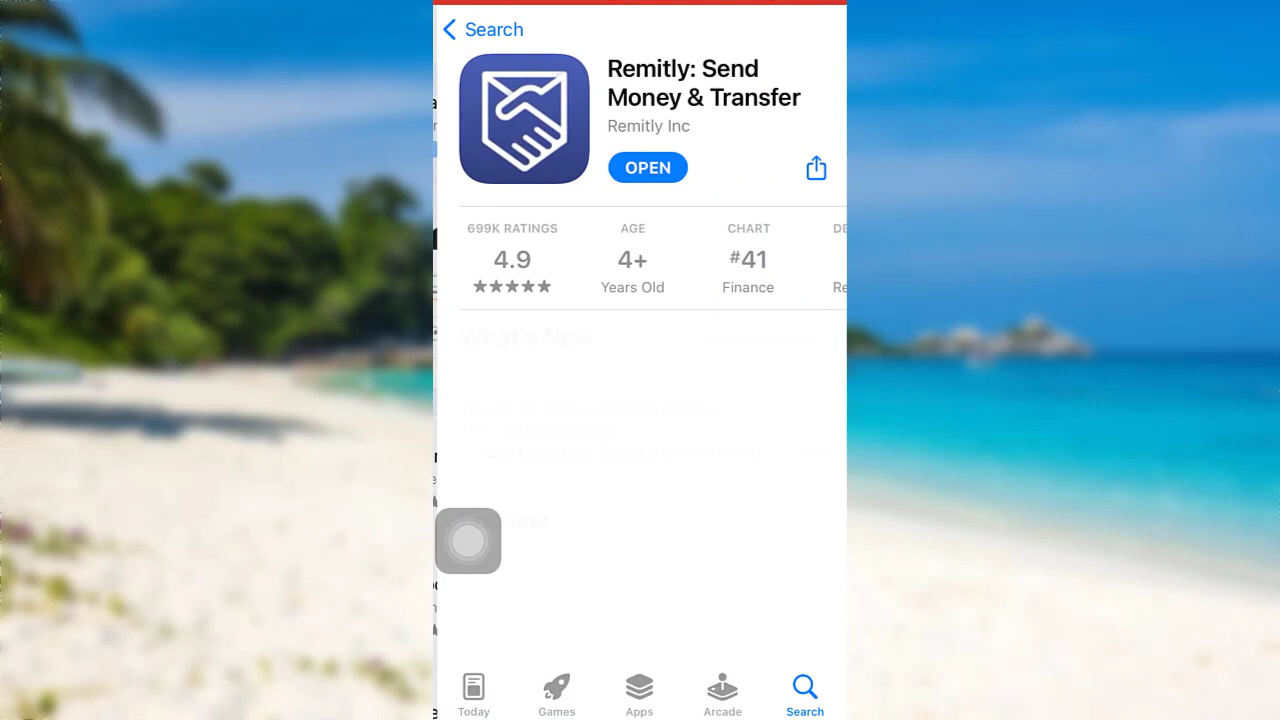 Search
Remitly: Send
Money & Transfer
Remitly Inc
OPEN
699K RATINGS
AGE
CHART
4.9
4+
#41
Years Old
Finance
What's New
Today
Games
Apps
Arcade
Search